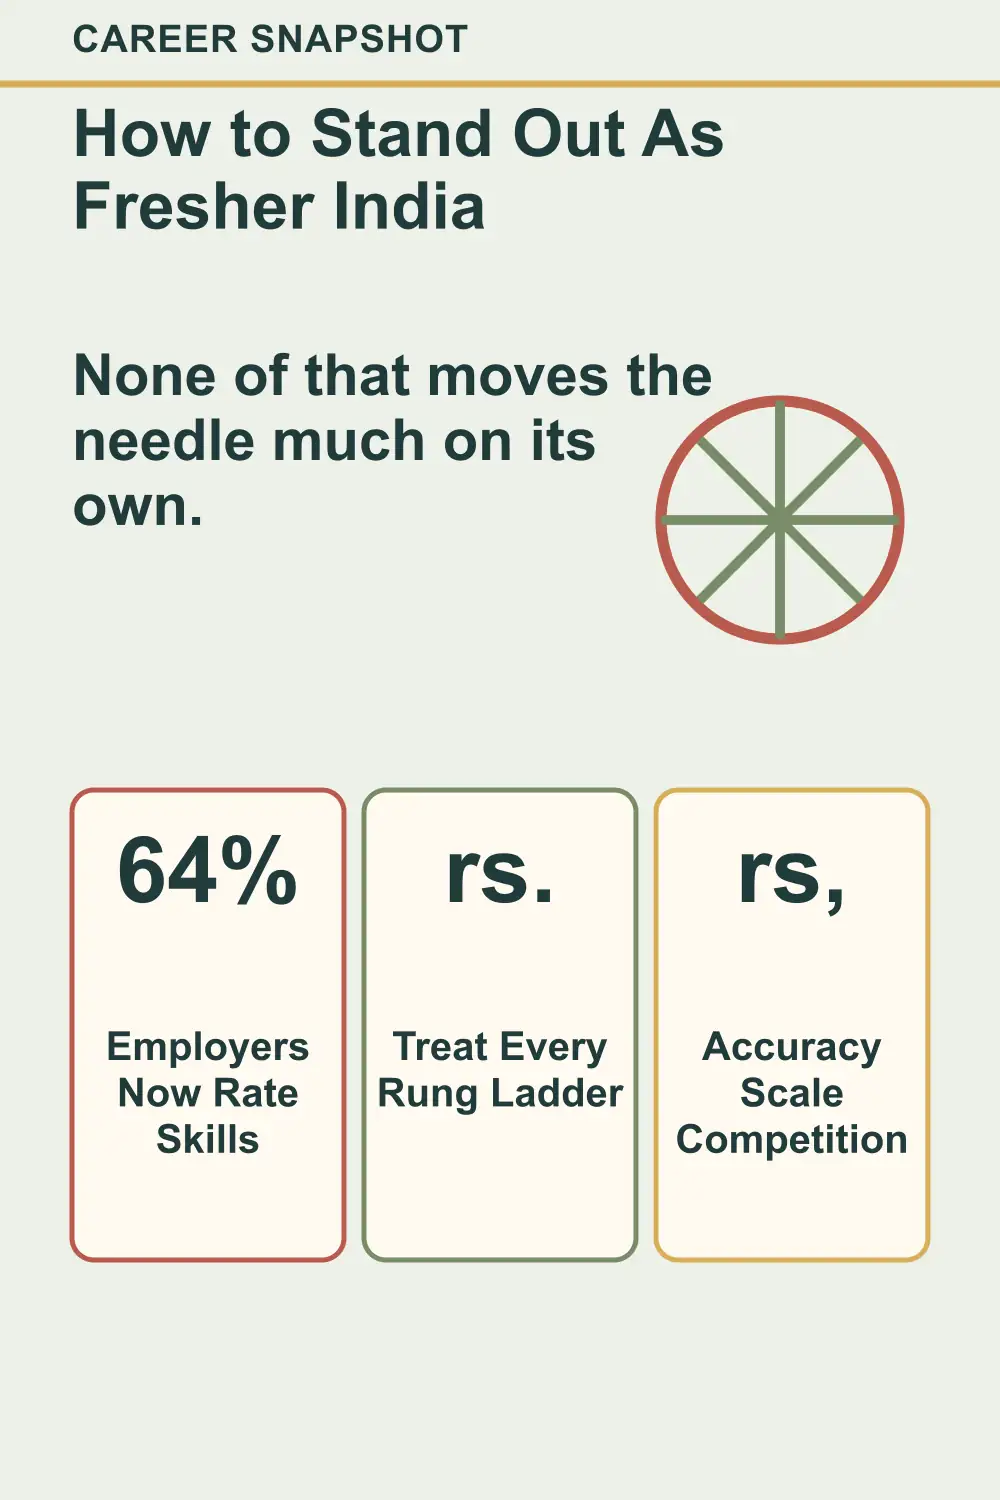 CAREER SNAPSHOT
How to Stand Out As
Fresher India
None of that moves the
needle much on its
own.
64%
Employers
Now Rate
Skills
rs.
Treat Every
Rung Ladder
rs,
Accuracy
Scale
Competition